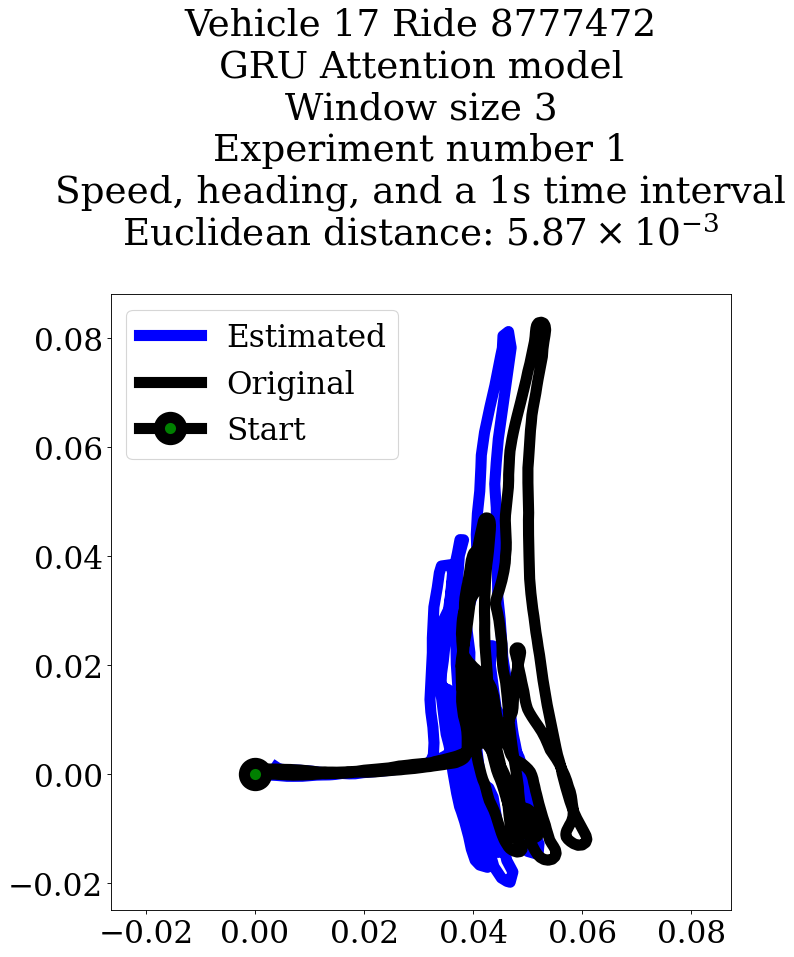 Vehicle 17 Ride 8777472
GRU Attention model
Window size 3
Experiment number 1
Speed, heading, and a 1s time interval
Euclidean distance: 5.87 × 10⁻³
Estimated
Original
Start
0.08
0.06
0.04
0.02
0.00
−0.02
−0.02 0.00 0.02 0.04 0.06 0.08